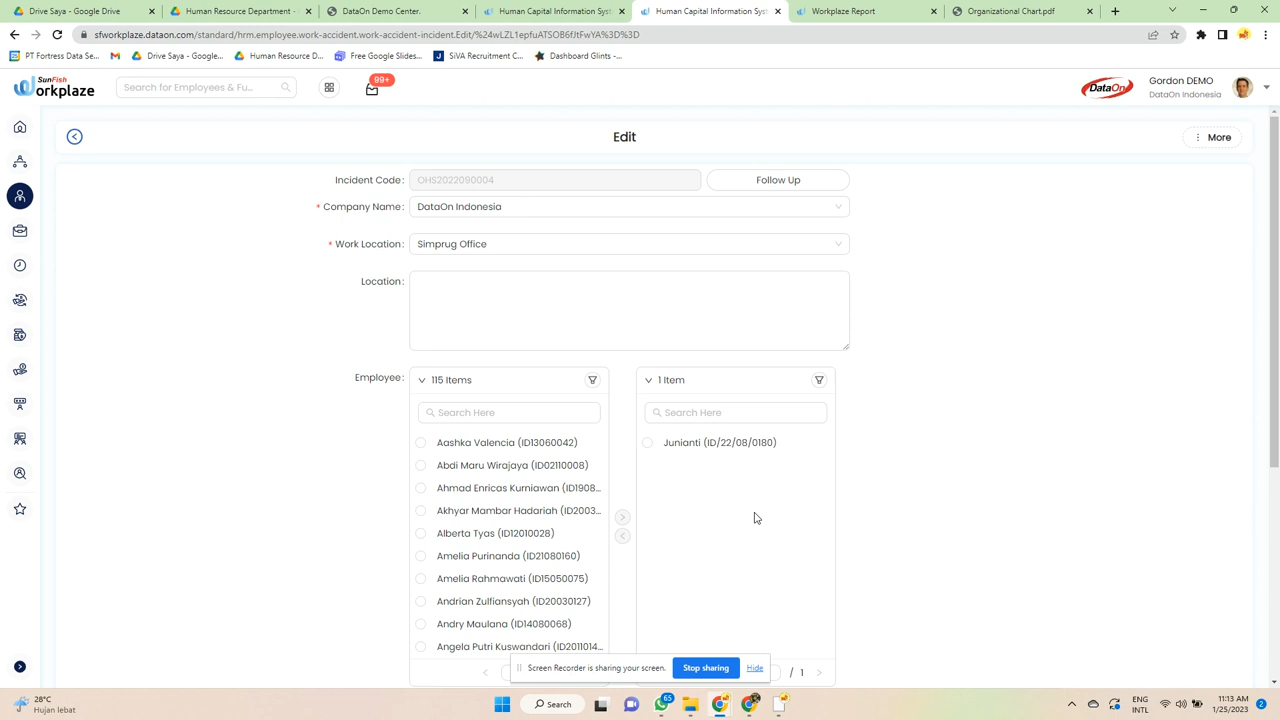 Drive Saya - Google Drive
Human Resource Department -
DataOn Demo Center.
Human Capital Information Syst
Human Capital Information Syst
Workplaze Report
Organizational Chart.pdf
sfworkplaze.dataon.com/standard/hrm.employee.work-accident.work-accident-incident.Edit/%24wLZL1epfuATSOB6fJtFwYA%3D%3D
PT Fortress Data Se...
Drive Saya - Google...
Human Resource D...
Free Google Slides...
SiVA Recruitment C...
Dashboard Glints –...
SunFish
Workplaze
Search for Employees & Fu...
99+
DataOn
Gordon DEMO
DataOn Indonesia
Edit
More
Incident Code :
OHS2022090004
Follow Up
* Company Name :
DataOn Indonesia
* Work Location :
Simprug Office
Location :
Employee :
115 Items
1 Item
Search Here
Search Here
Aashka Valencia (ID13060042)
Junianti (ID/22/08/0180)
Abdi Maru Wirajaya (ID02110008)
Ahmad Enricas Kurniawan (ID1908...
Akhyar Mambar Hadariah (ID2003...
Alberta Tyas (ID12010028)
Amelia Purinanda (ID21080160)
Amelia Rahmawati (ID15050075)
Andrian Zulfiansyah (ID20030127)
Andry Maulana (ID14080068)
Angela Putri Kuswandari (ID2011014...
Screen Recorder is sharing your screen.
Stop sharing
Hide
/ 1
28°C
Hujan lebat
Search
65
ENG
INTL
11:13 AM
1/25/2023
2